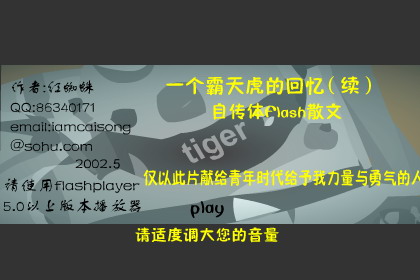 作者:红蜘蛛
QQ:86340171
email:iamcaisong
@sohu.com
2002.5
请使用flashplayer
5.0以上版本播放器
一个霸天虎的回忆（续）
自传体flash散文
tiger
仅以此片献给青年时代给予我力量与勇气的人
play
请适度调大您的音量